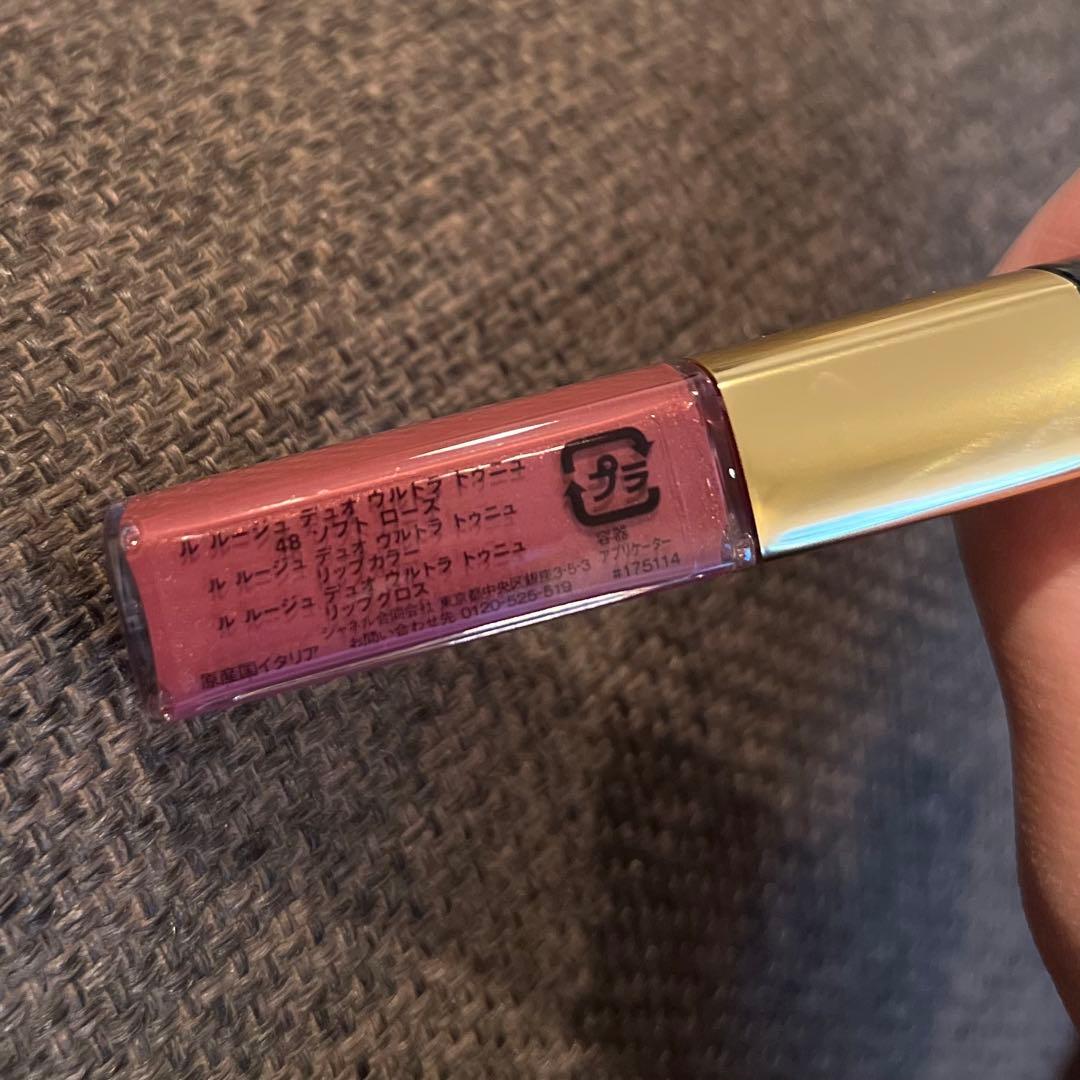 ル ルージュ デュオ ウルトラ トゥニュ
48 ソフト ローズ
ル ルージュ デュオ ウルトラ トゥニュ
リップカラー
ル ルージュ デュオ ウルトラ トゥニュ
リップグロス
シャネル合同会社 東京都中央区銀座3-5-3
お問い合わせ先 0120-525-519
原産国イタリア
プラ
容器
アプリケーター
#175114